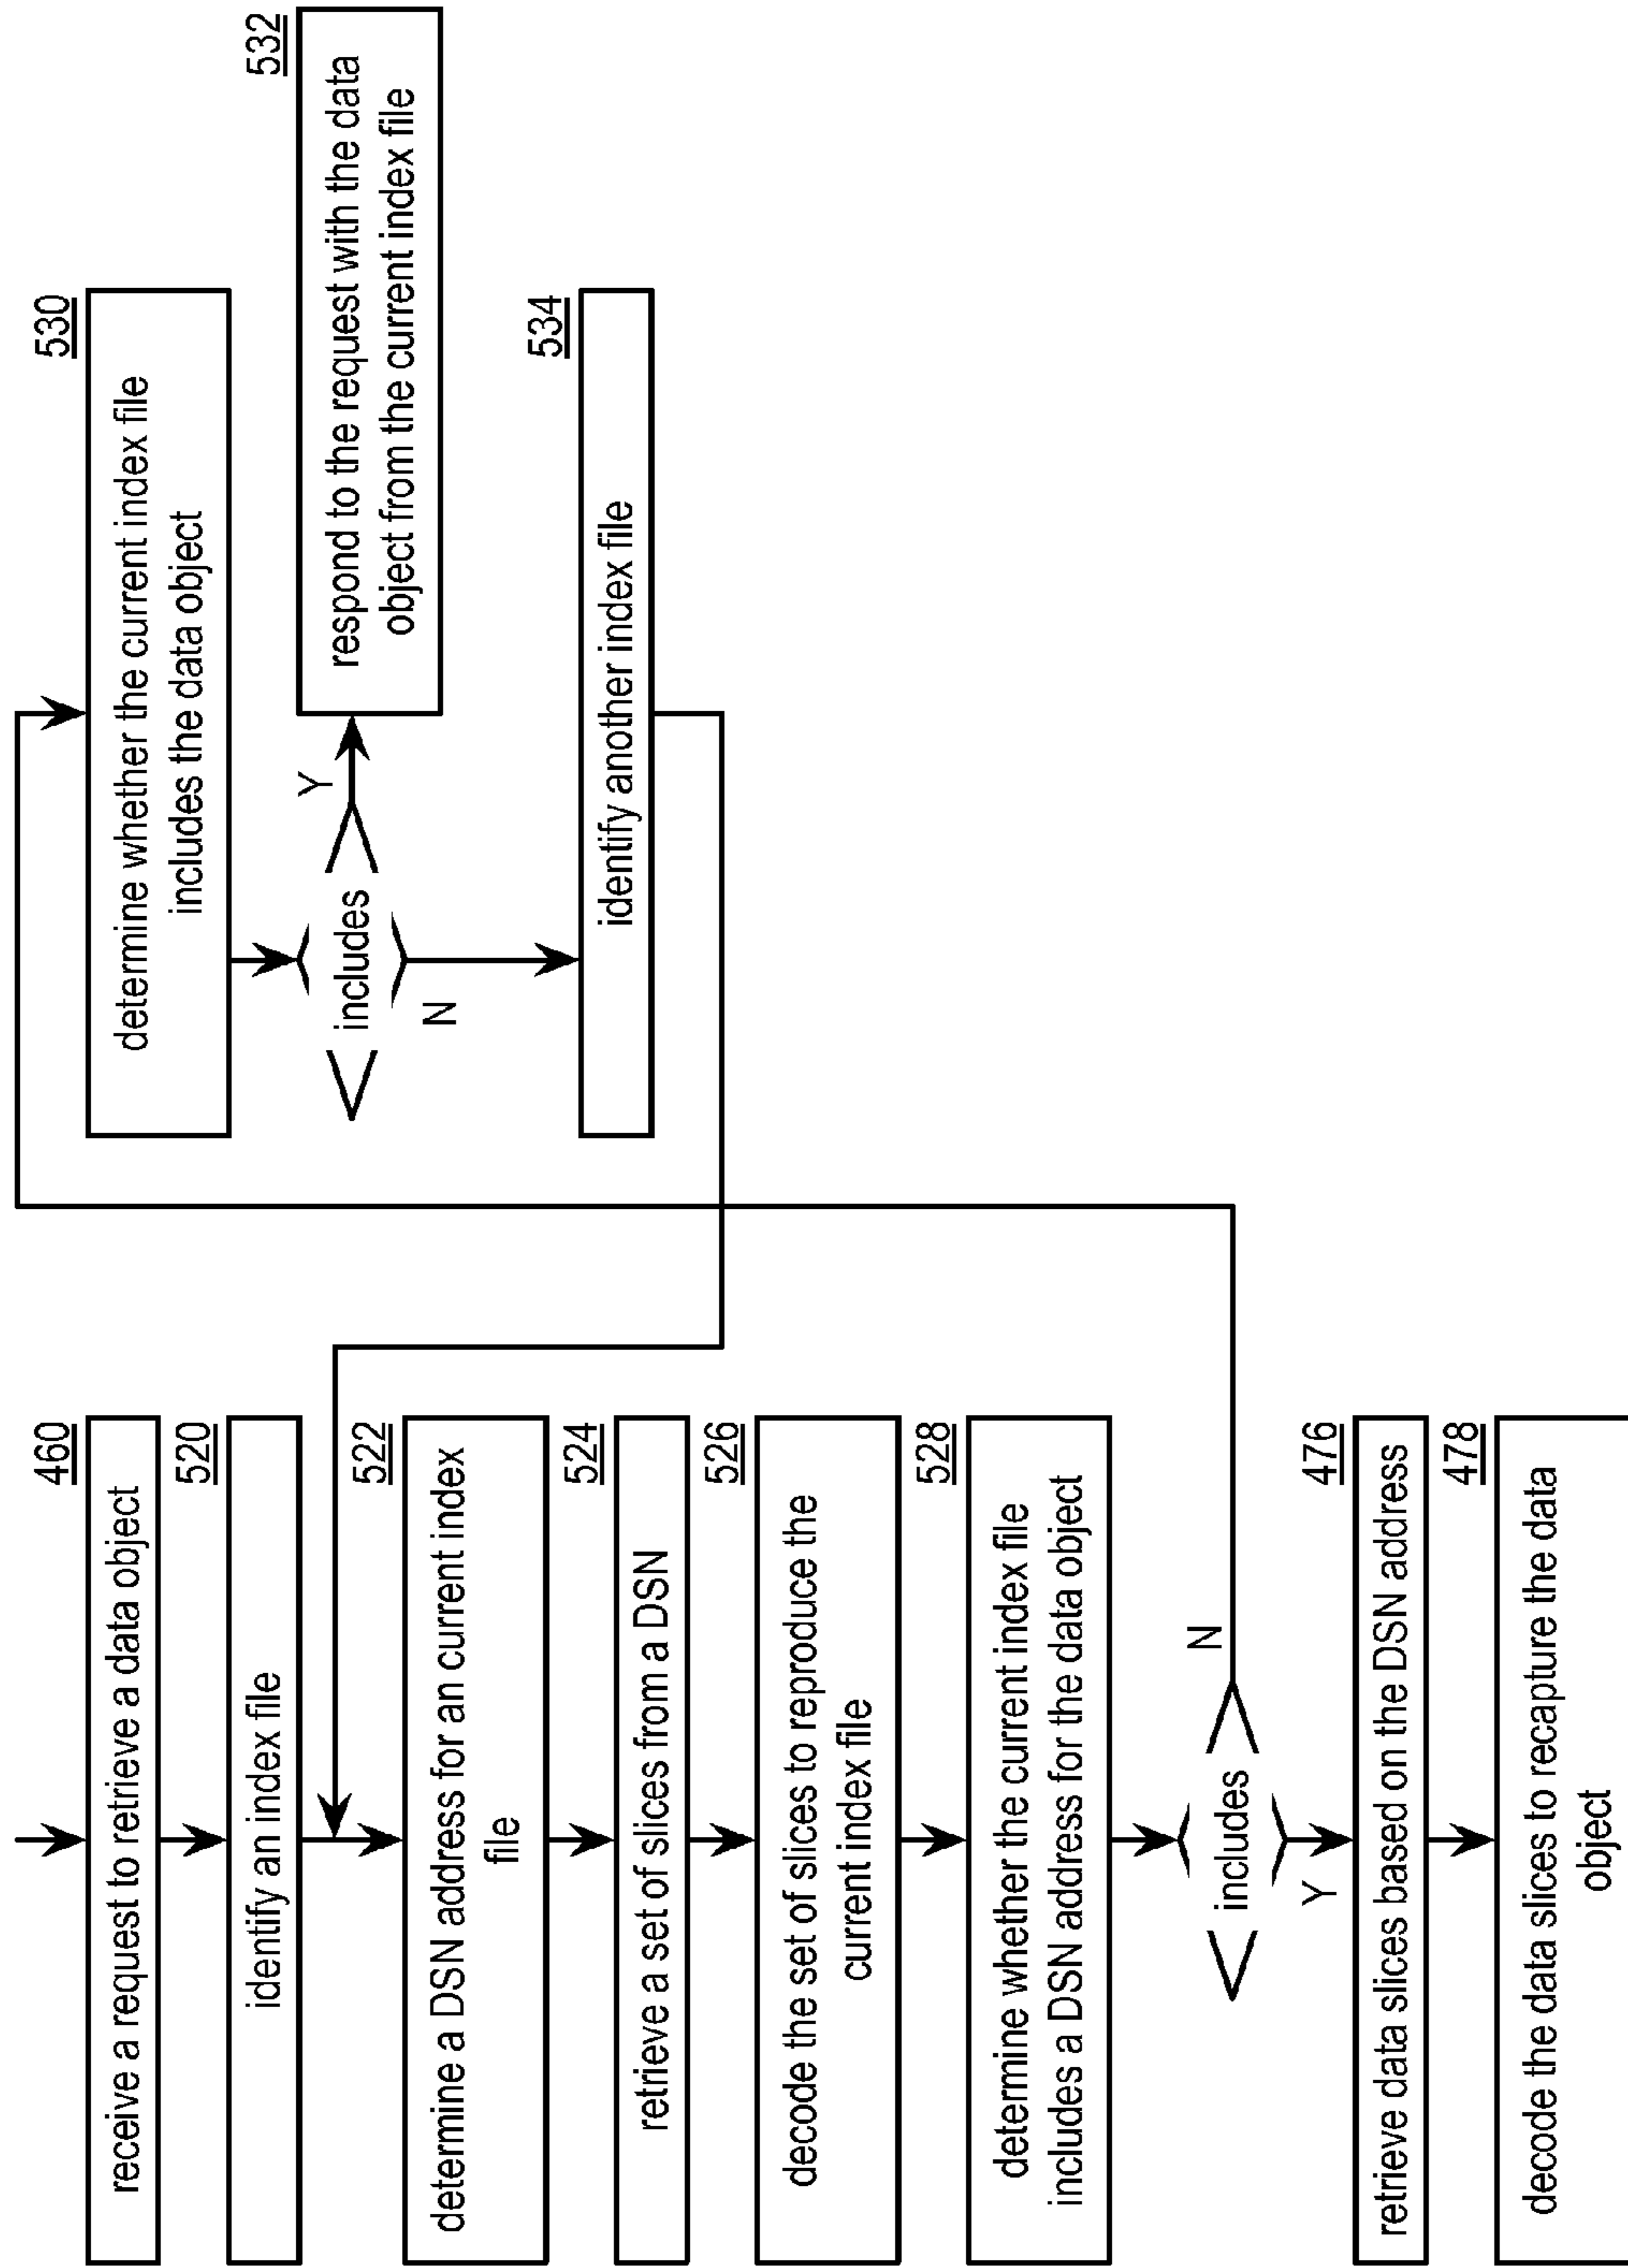 460
receive a request to retrieve a data object
520
identify an index file
522
determine a DSN address for an current index
file
524
retrieve a set of slices from a DSN
526
decode the set of slices to reproduce the
current index file
528
determine whether the current index file
includes a DSN address for the data object
includes
N
Y
476
retrieve data slices based on the DSN address
478
decode the data slices to recapture the data
object
530
determine whether the current index file
includes the data object
includes
Y
N
532
respond to the request with the data
object from the current index file
534
identify another index file